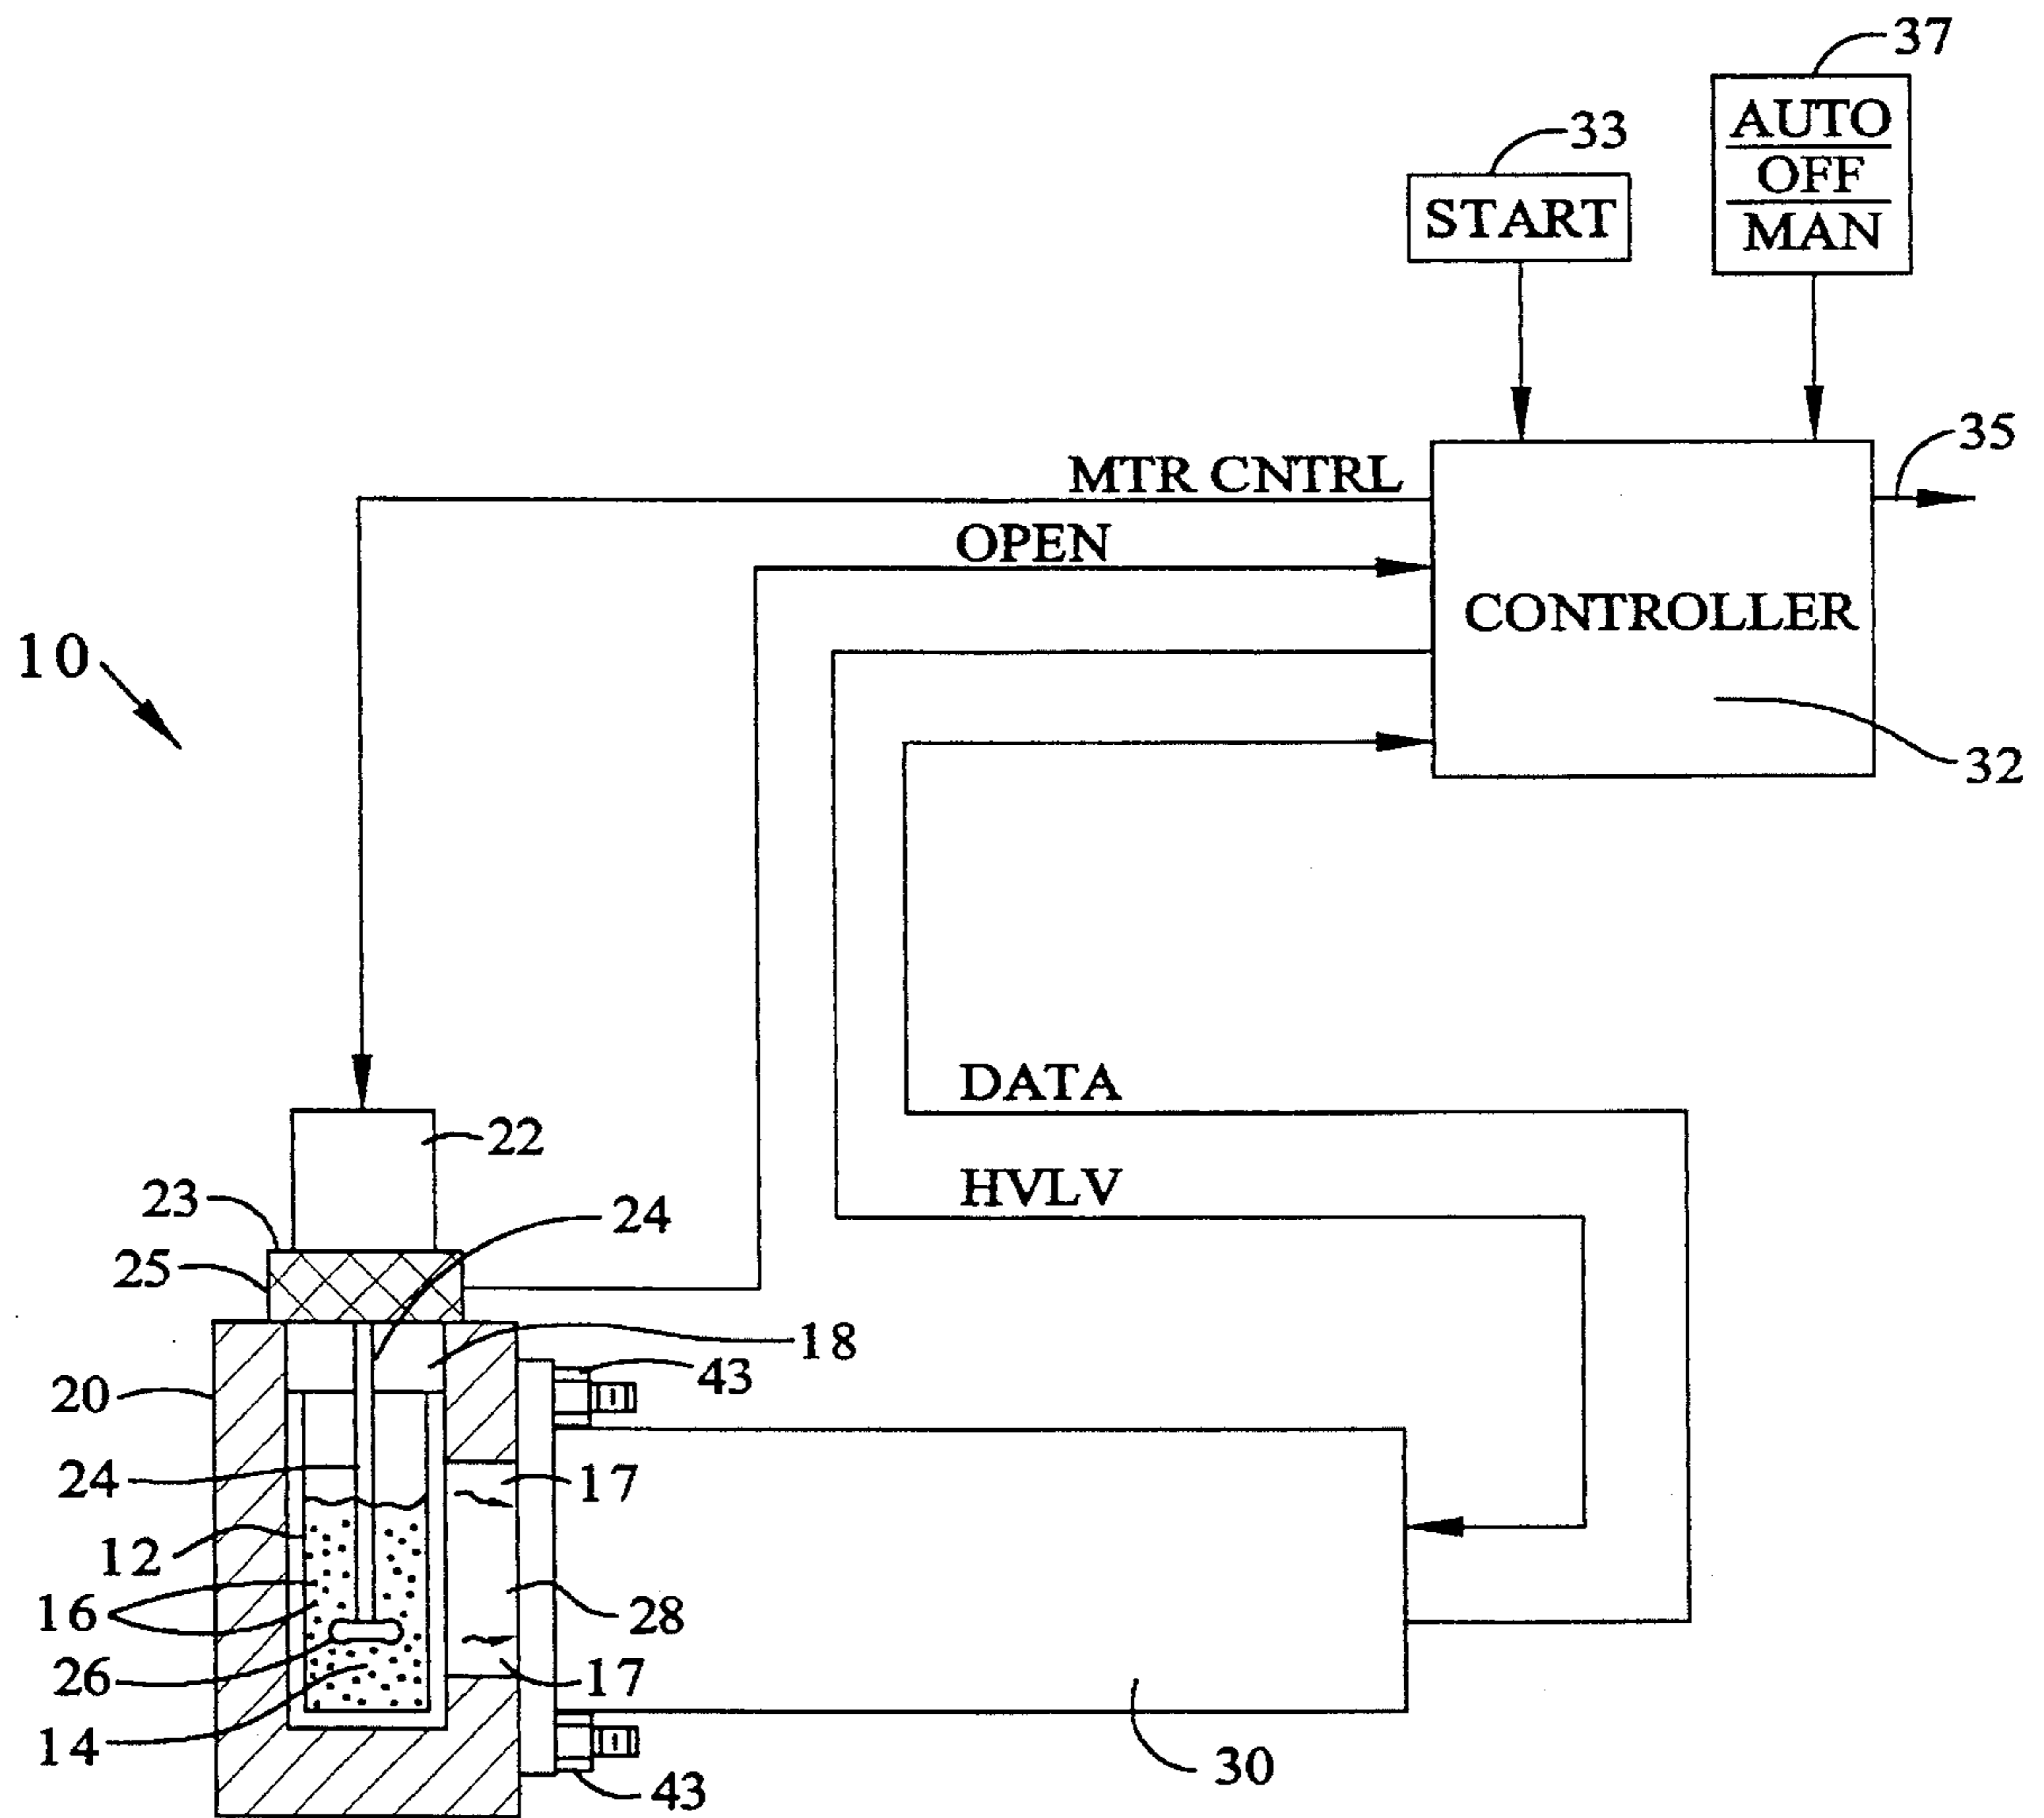 37
AUTO
OFF
MAN
33
START
35
MTR CNTRL
OPEN
CONTROLLER
10
32
DATA
22
HVLV
23
24
25
18
43
20
24
17
12
16
28
26
17
14
30
43